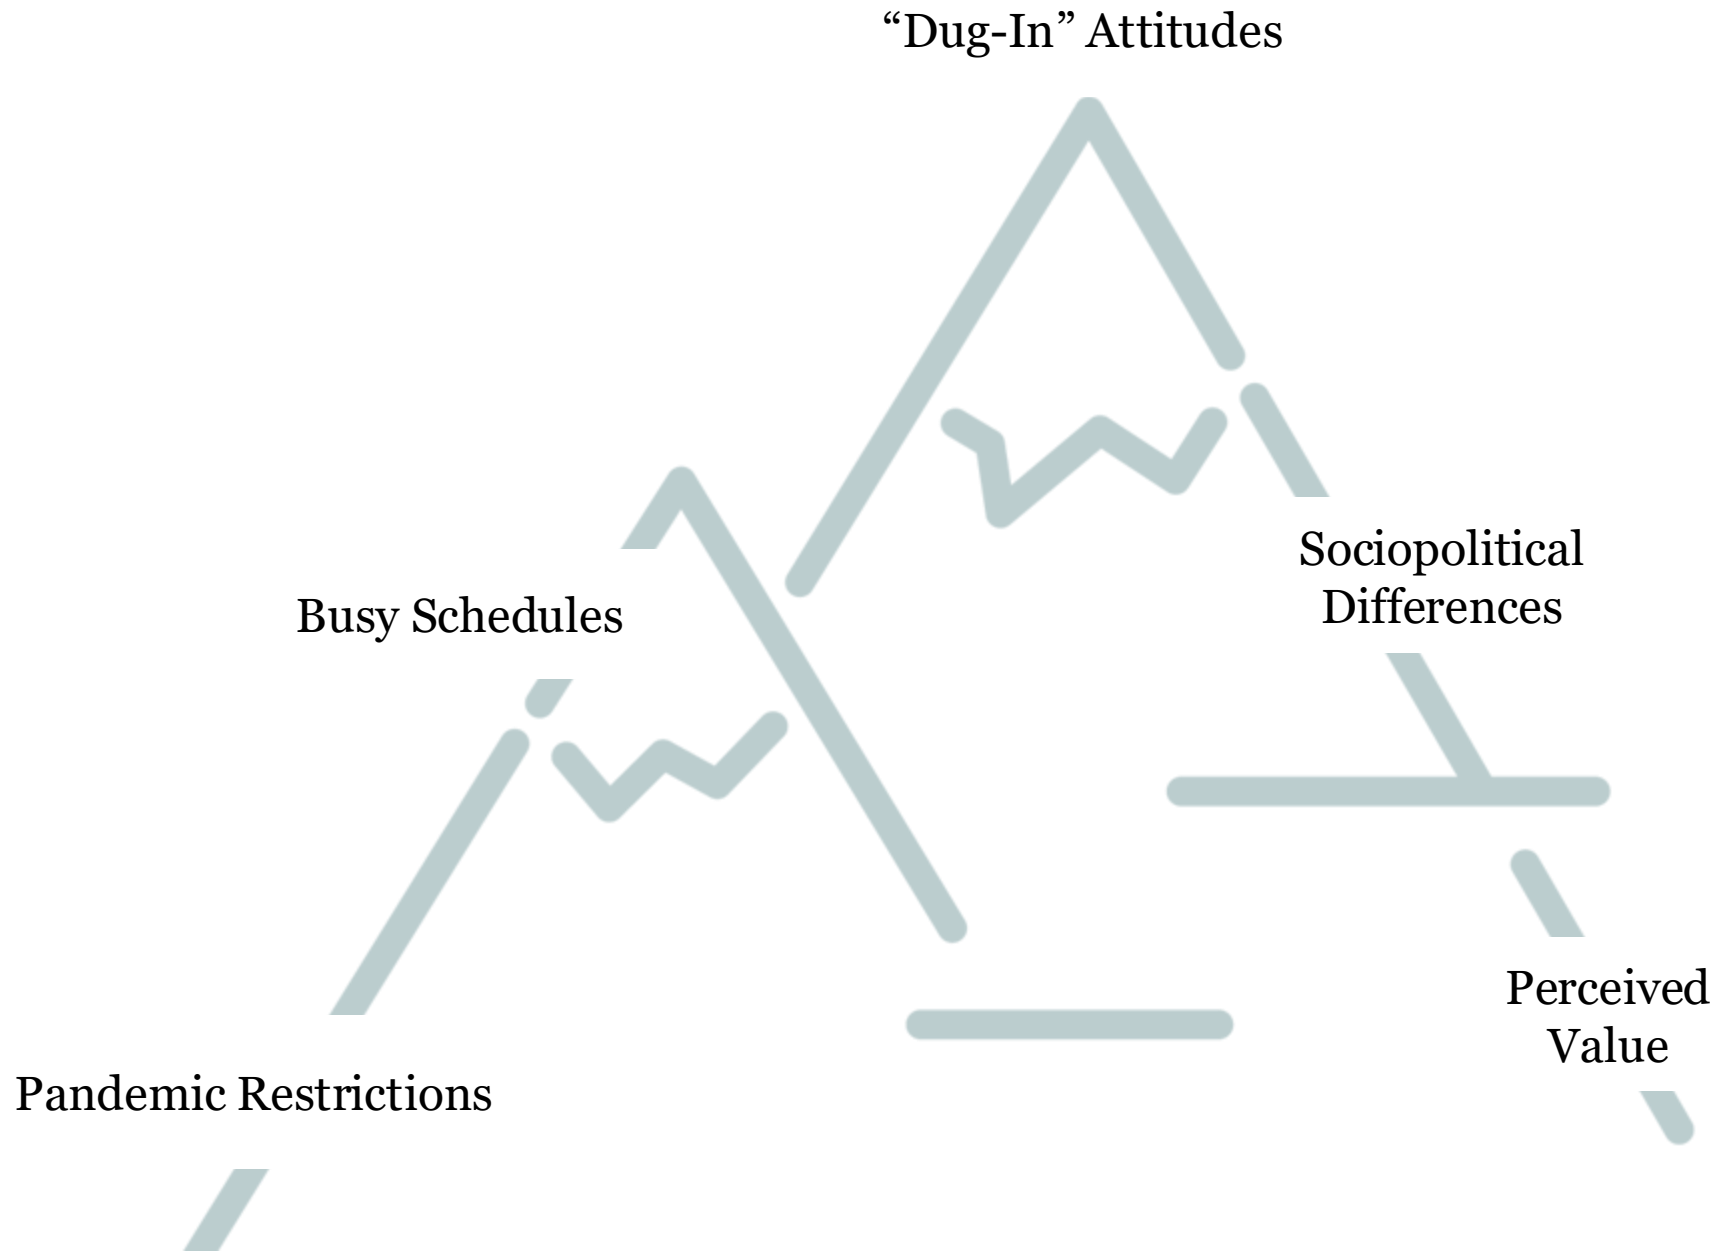 “Dug-In” Attitudes
Sociopolitical
Differences
Busy Schedules
Perceived
Value
Pandemic Restrictions